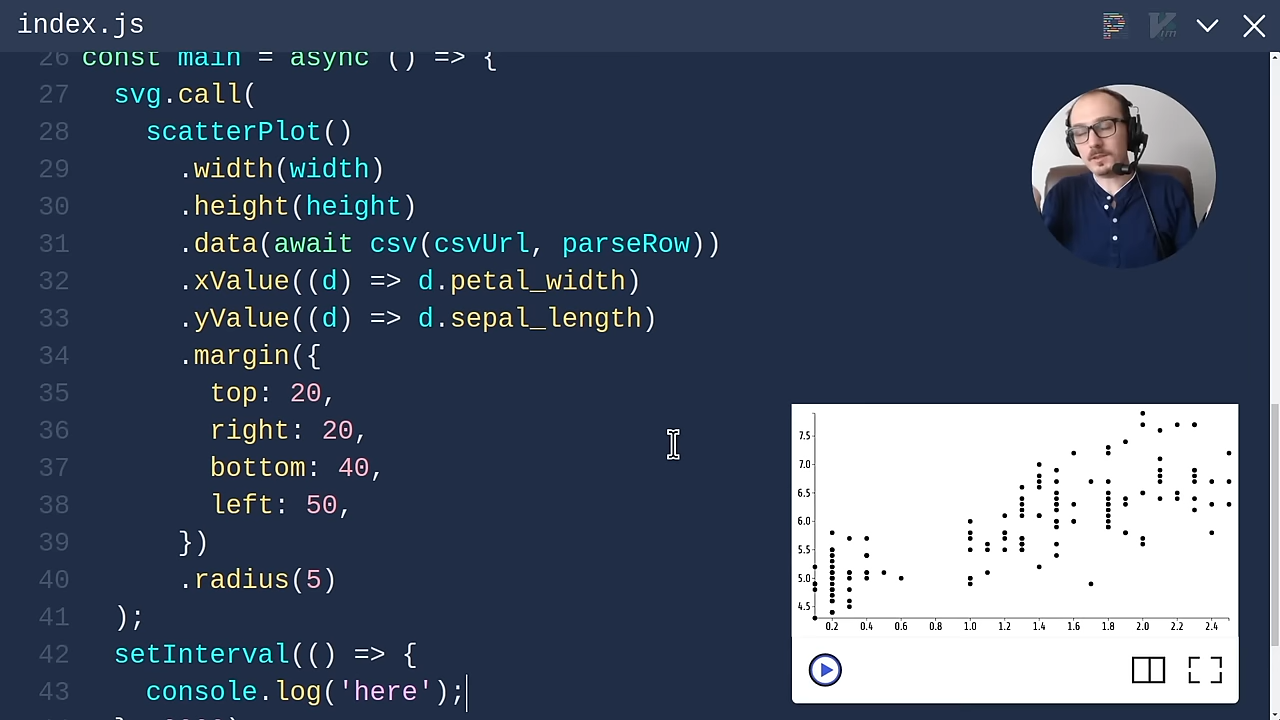 index.js
26 const main = async () => {
27 svg.call(
28 scatterPlot()
29 .width(width)
30 .height(height)
31 .data(await csv(csvUrl, parseRow))
32 .xValue((d) => d.petal_width)
33 .yValue((d) => d.sepal_length)
34 .margin({
35 top: 20,
36 right: 20,
37 bottom: 40,
38 left: 50,
39 })
40 .radius(5)
41 );
42 setInterval(() => {
43 console.log('here');
7.5
7.0
6.5
6.0
5.5
5.0
4.5
0.2 0.4 0.6 0.8 1.0 1.2 1.4 1.6 1.8 2.0 2.2 2.4